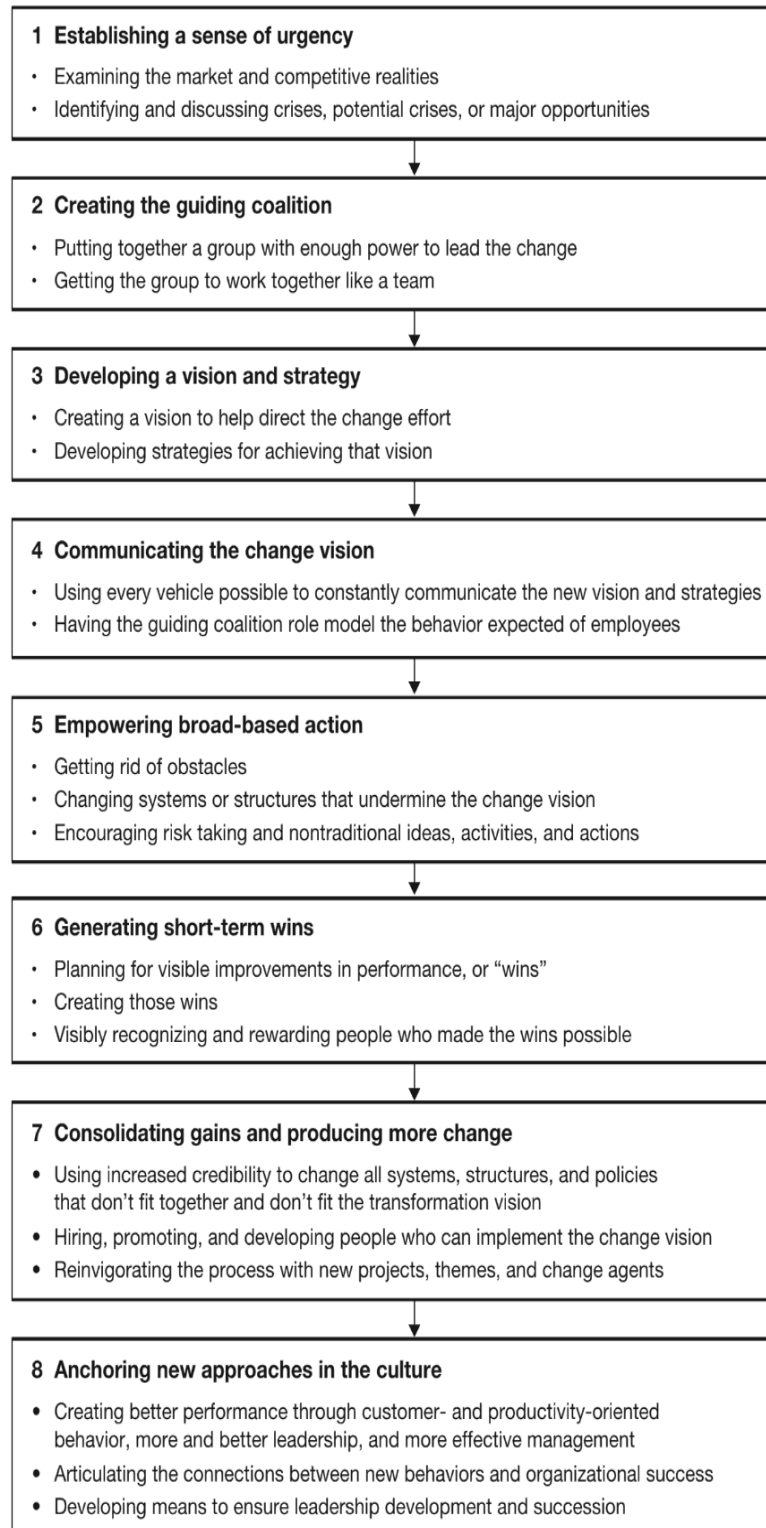 1 Establishing a sense of urgency
• Examining the market and competitive realities
• Identifying and discussing crises, potential crises, or major opportunities
2 Creating the guiding coalition
• Putting together a group with enough power to lead the change
• Getting the group to work together like a team
3 Developing a vision and strategy
• Creating a vision to help direct the change effort
• Developing strategies for achieving that vision
4 Communicating the change vision
• Using every vehicle possible to constantly communicate the new vision and strategies
• Having the guiding coalition role model the behavior expected of employees
5 Empowering broad-based action
• Getting rid of obstacles
• Changing systems or structures that undermine the change vision
• Encouraging risk taking and nontraditional ideas, activities, and actions
6 Generating short-term wins
• Planning for visible improvements in performance, or “wins”
• Creating those wins
• Visibly recognizing and rewarding people who made the wins possible
7 Consolidating gains and producing more change
• Using increased credibility to change all systems, structures, and policies
that don’t fit together and don’t fit the transformation vision
• Hiring, promoting, and developing people who can implement the change vision
• Reinvigorating the process with new projects, themes, and change agents
8 Anchoring new approaches in the culture
• Creating better performance through customer- and productivity-oriented
behavior, more and better leadership, and more effective management
• Articulating the connections between new behaviors and organizational success
• Developing means to ensure leadership development and succession